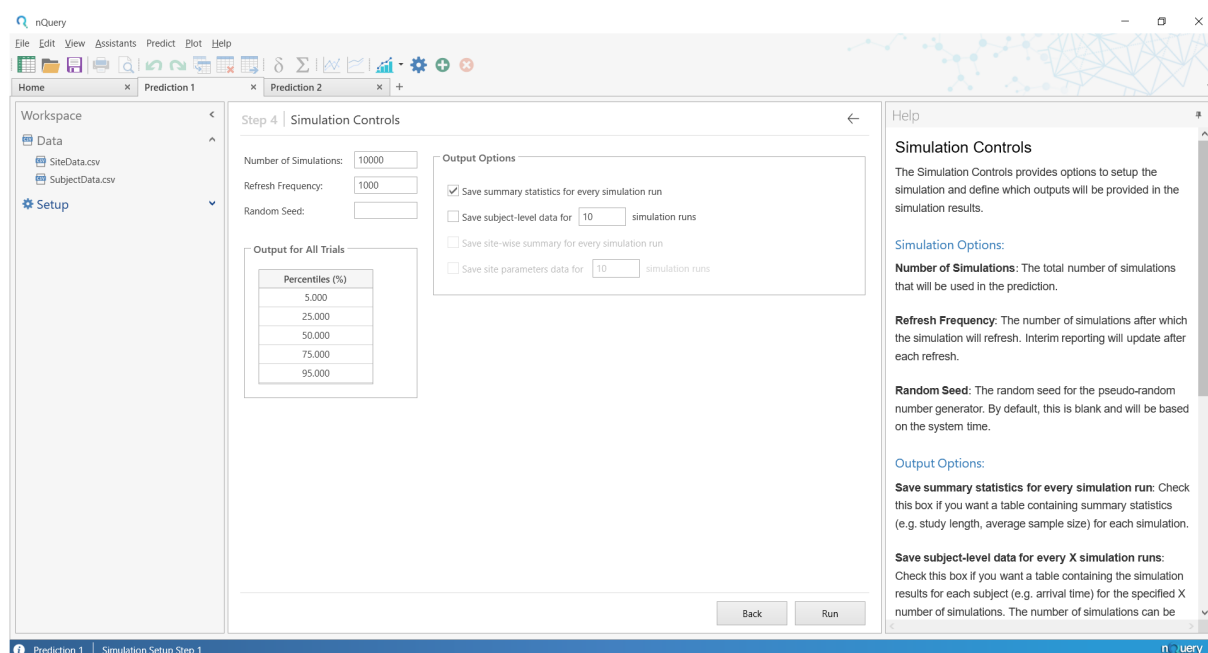 nQuery
File Edit View Assistants Predict Plot Help
Home × Prediction 1 × Prediction 2 × +
Workspace
Data
SiteData.csv
SubjectData.csv
Setup
Step 4 | Simulation Controls
Number of Simulations: 10000
Refresh Frequency: 1000
Random Seed:
Output for All Trials
Percentiles (%)
5.000
25.000
50.000
75.000
95.000
Output Options
Save summary statistics for every simulation run
Save subject-level data for 10 simulation runs
Save site-wise summary for every simulation run
Save site parameters data for 10 simulation runs
Back Run
Help
Simulation Controls
The Simulation Controls provides options to setup the
simulation and define which outputs will be provided in the
simulation results.
Simulation Options:
Number of Simulations: The total number of simulations
that will be used in the prediction.
Refresh Frequency: The number of simulations after which
the simulation will refresh. Interim reporting will update after
each refresh.
Random Seed: The random seed for the pseudo-random
number generator. By default, this is blank and will be based
on the system time.
Output Options:
Save summary statistics for every simulation run: Check
this box if you want a table containing summary statistics
(e.g. study length, average sample size) for each simulation.
Save subject-level data for every X simulation runs:
Check this box if you want a table containing the simulation
results for each subject (e.g. arrival time) for the specified X
number of simulations. The number of simulations can be
Prediction 1 | Simulation Setup Step 1
nQuery